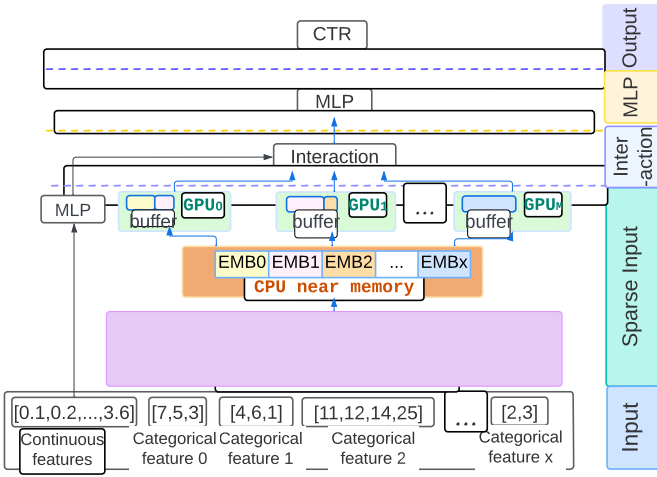 CTR
Output
MLP
MLP
Interaction
Inter
-action
MLP
buffer
GPU0
buffer
GPU1
...
buffer
GPUM
EMB0
EMB1
EMB2
...
EMBx
CPU near memory
Sparse Input
[0.1,0.2,...,3.6]
[7,5,3]
[4,6,1]
[11,12,14,25]
...
[2,3]
Continuous
features
Categorical
feature 0
Categorical
feature 1
Categorical
feature 2
Categorical
feature x
Input